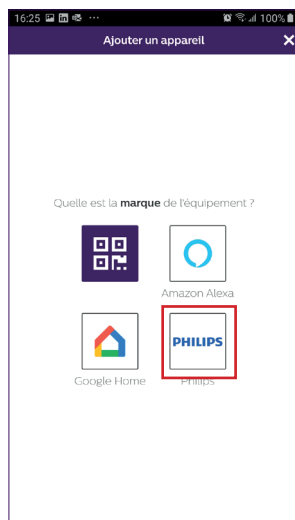 16:25 ... 100%
Ajouter un appareil ×
Quelle est la marque de l'équipement ?
Amazon Alexa
PHILIPS
Google Home Philips